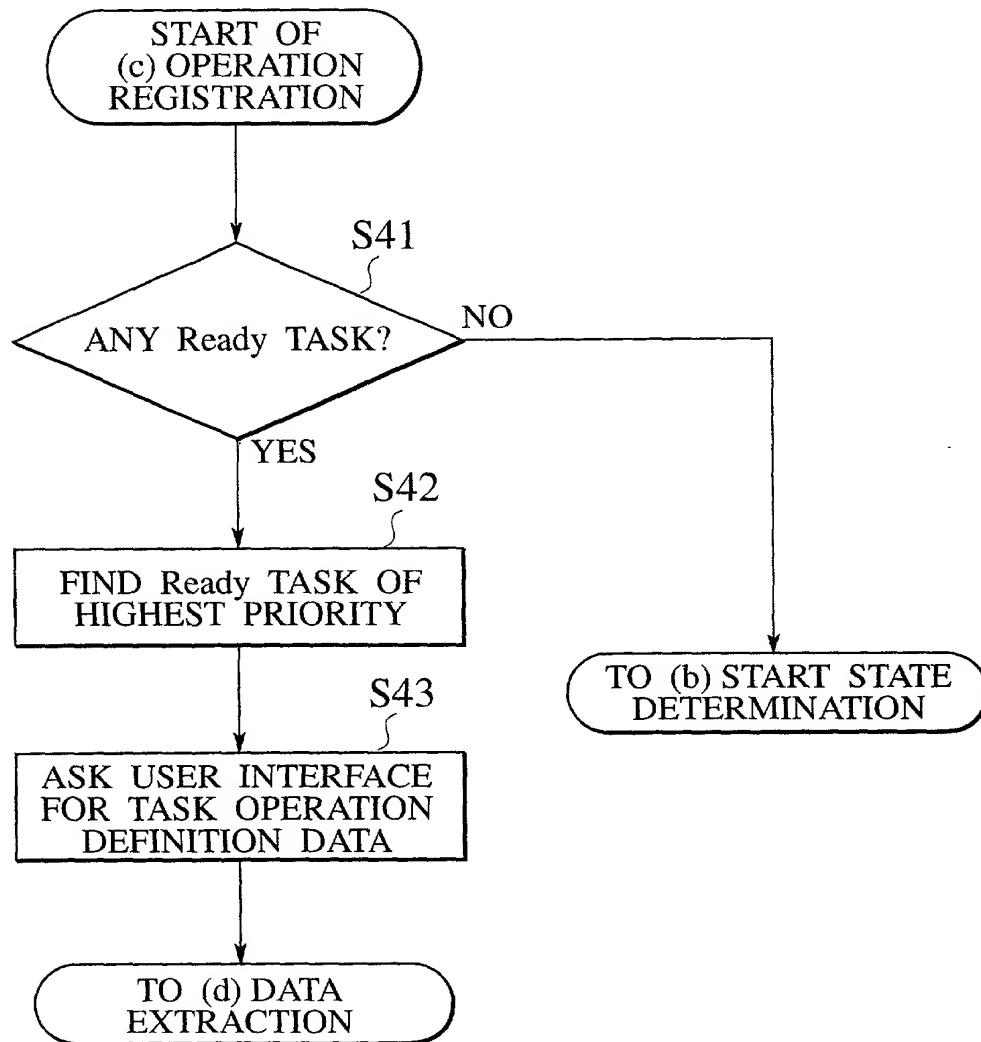 START OF
(c) OPERATION
REGISTRATION
S41
ANY Ready TASK?
NO
YES
S42
FIND Ready TASK OF
HIGHEST PRIORITY
S43
ASK USER INTERFACE
FOR TASK OPERATION
DEFINITION DATA
TO (b) START STATE
DETERMINATION
TO (d) DATA
EXTRACTION